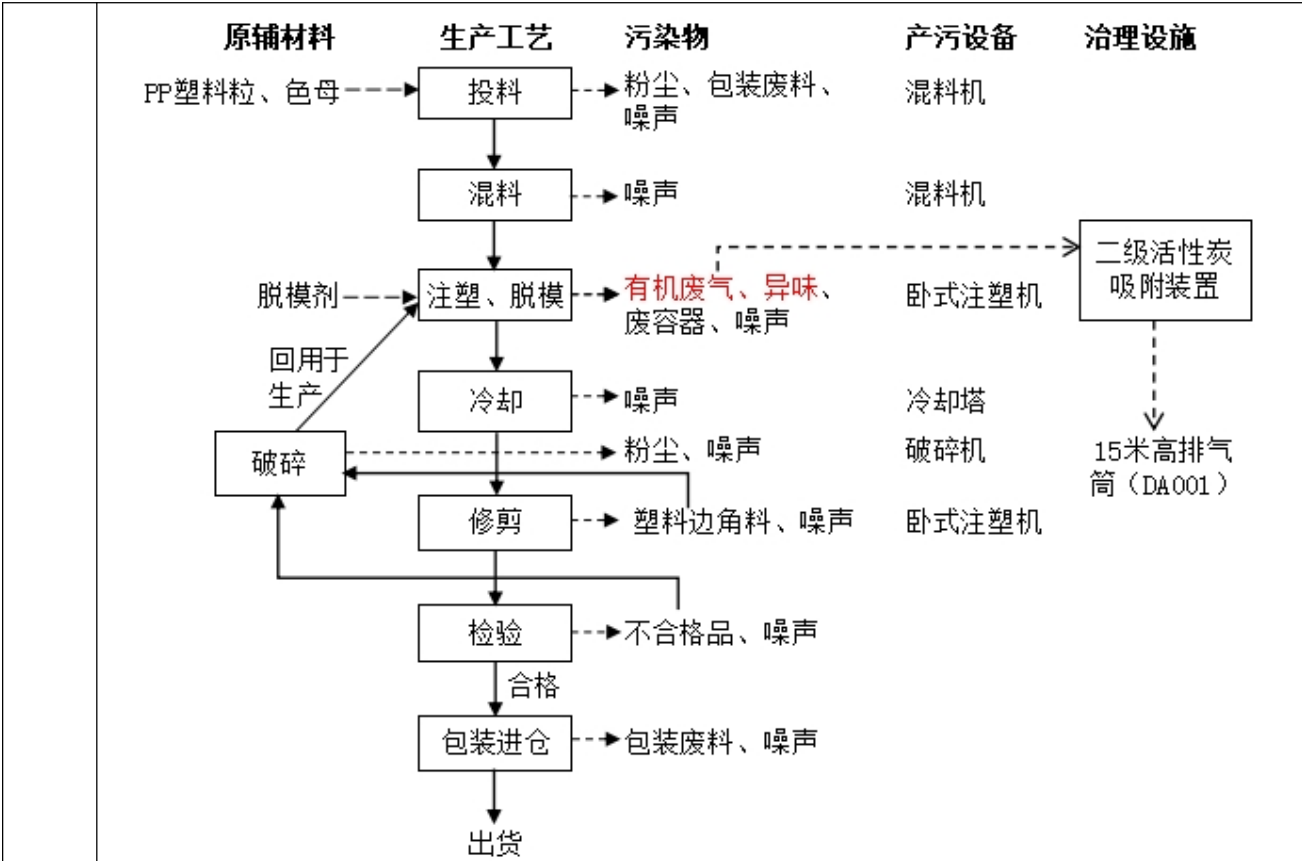 原辅材料 生产工艺 污染物 产污设备 治理设施
PP塑料粒、色母 投料 粉尘、包装废料、 混料机
噪声
混料 噪声 混料机
二级活性炭
吸附装置
脱模剂 注塑、脱模 有机废气、异味、 卧式注塑机
废容器、噪声
回用于
生产
冷却 噪声 冷却塔
破碎 粉尘、噪声 破碎机
15米高排气
筒（DA001）
修剪 塑料边角料、噪声 卧式注塑机
检验 不合格品、噪声
合格
包装进仓 包装废料、噪声
出货